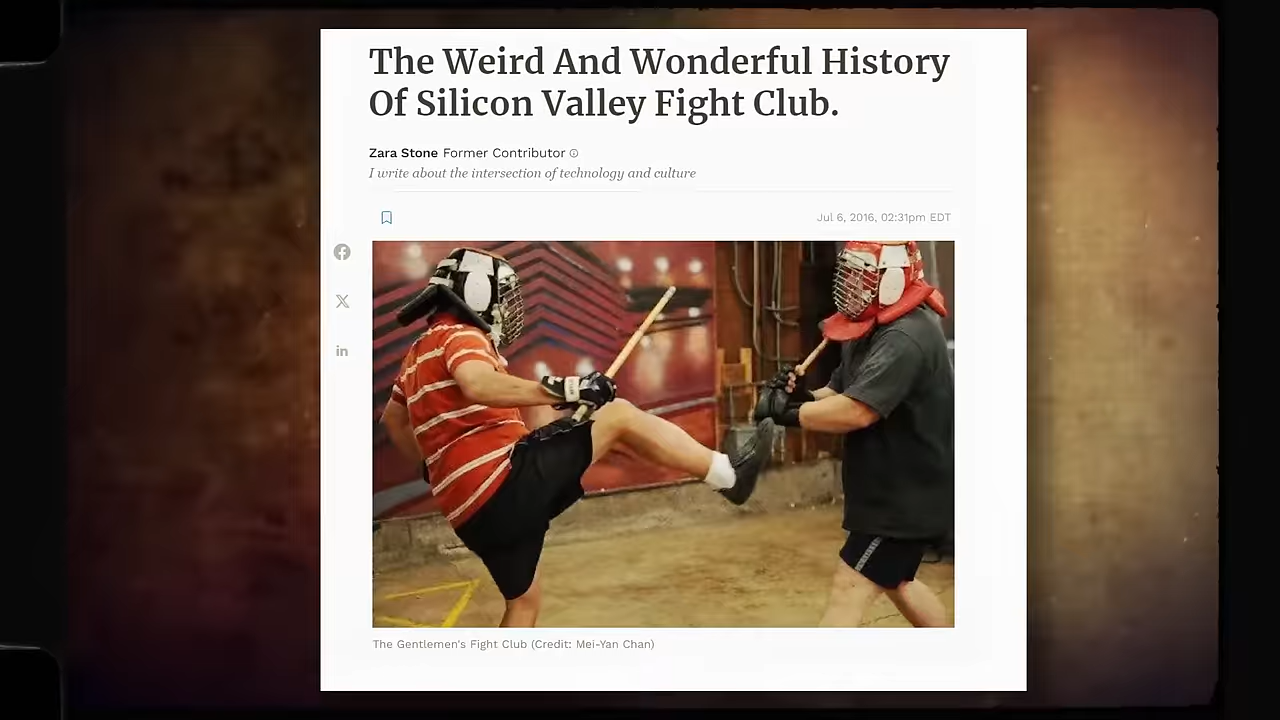 The Weird And Wonderful History
Of Silicon Valley Fight Club.
Zara Stone Former Contributor
I write about the intersection of technology and culture
Jul 6, 2016, 02:31pm EDT
The Gentlemen's Fight Club (Credit: Mei-Yan Chan)